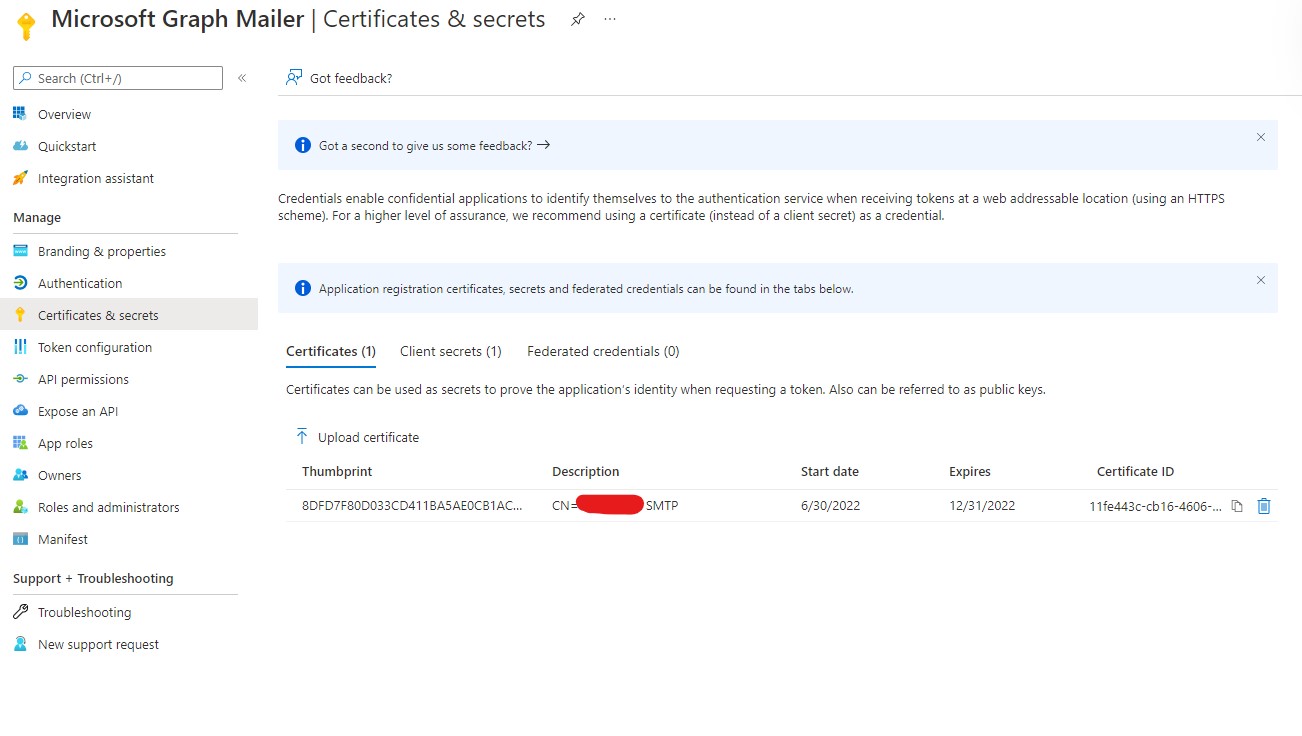 Microsoft Graph Mailer | Certificates & secrets
Search (Ctrl+/)
Overview
Quickstart
Integration assistant
Manage
Branding & properties
Authentication
Certificates & secrets
Token configuration
API permissions
Expose an API
App roles
Owners
Roles and administrators
Manifest
Support + Troubleshooting
Troubleshooting
New support request
Got feedback?
Got a second to give us some feedback?
Credentials enable confidential applications to identify themselves to the authentication service when receiving tokens at a web addressable location (using an HTTPS
scheme). For a higher level of assurance, we recommend using a certificate (instead of a client secret) as a credential.
Application registration certificates, secrets and federated credentials can be found in the tabs below.
Certificates (1) Client secrets (1) Federated credentials (0)
Certificates can be used as secrets to prove the application's identity when requesting a token. Also can be referred to as public keys.
Upload certificate
Thumbprint Description Start date Expires Certificate ID
8DFD7F80D033CD411BA5AE0CB1AC... CN= SMTP 6/30/2022 12/31/2022 11fe443c-cb16-4606-...